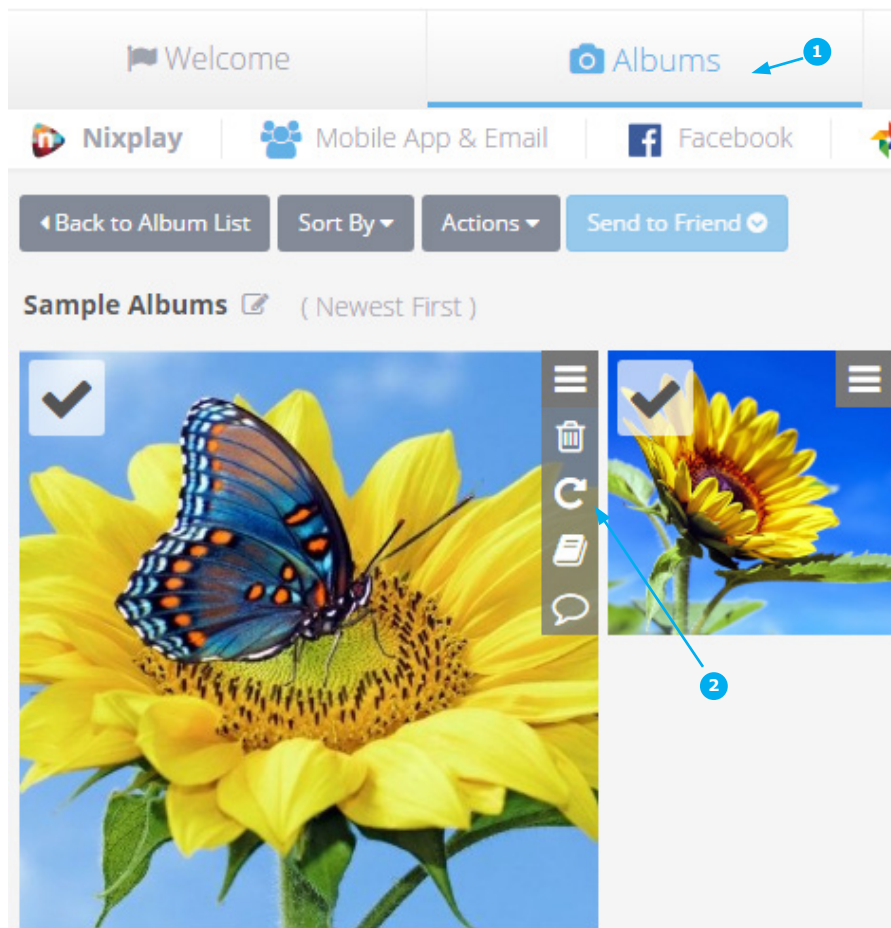 Welcome
Albums
1
Nixplay
Mobile App & Email
Facebook
Back to Album List
Sort By
Actions
Send to Friend
Sample Albums
( Newest First )
2